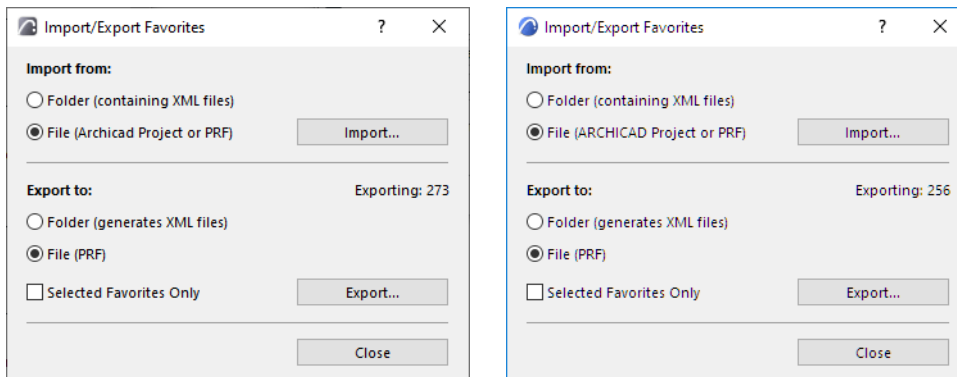 Import/Export Favorites
Import from:
Folder (containing XML files)
File (Archicad Project or PRF)
Import...
Export to:
Exporting: 273
Folder (generates XML files)
File (PRF)
Selected Favorites Only
Export...
Close
Import/Export Favorites
Import from:
Folder (containing XML files)
File (ARCHICAD Project or PRF)
Import...
Export to:
Exporting: 256
Folder (generates XML files)
File (PRF)
Selected Favorites Only
Export...
Close